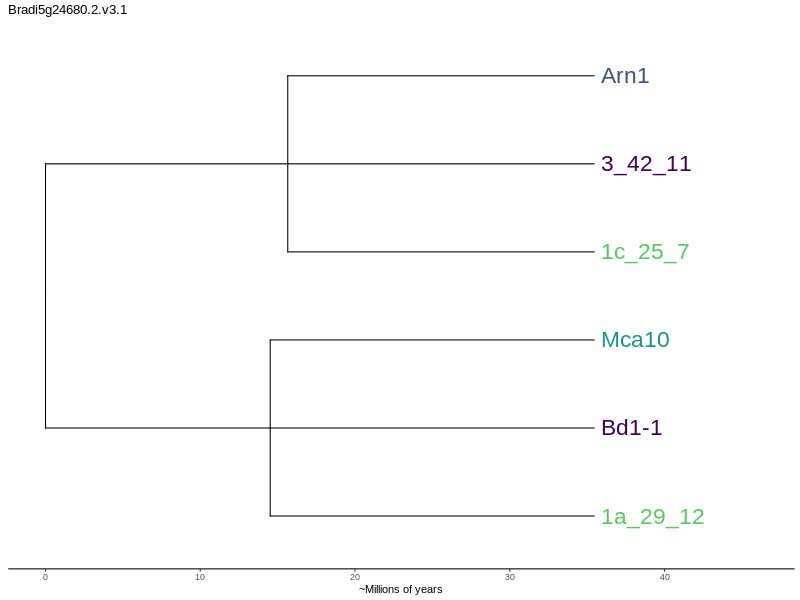 Bradi5g24680.2.v3.1
Arn1
3_42_11
1c_25_7
Mca10
Bd1-1
1a_29_12
0 10 20 30 40
~Millions of years